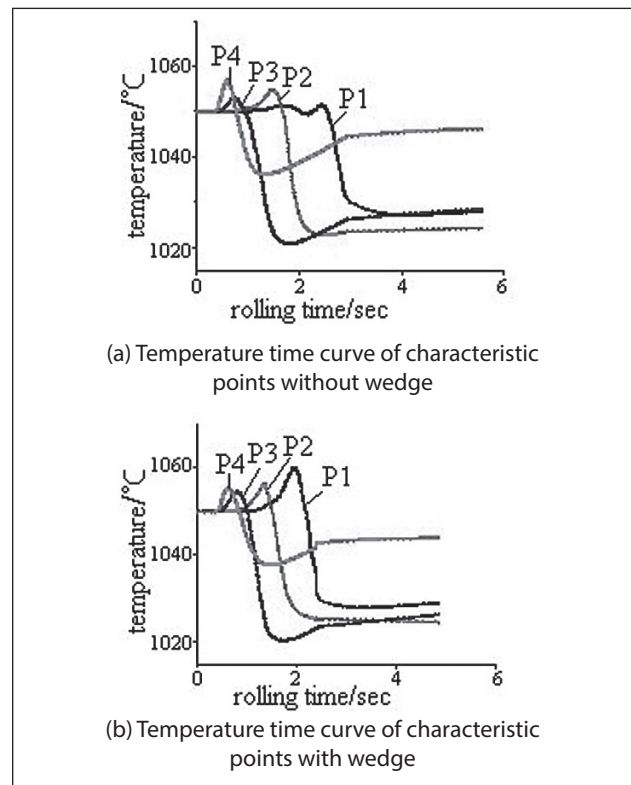 P4
P3
P2
P1
1060
1040
1020
temperature/°C
0
2
4
6
rolling time/sec
(a) Temperature time curve of characteristic
points without wedge
P4
P3
P2
P1
1060
1040
1020
temperature/°C
0
2
4
6
rolling time/sec
(b) Temperature time curve of characteristic
points with wedge